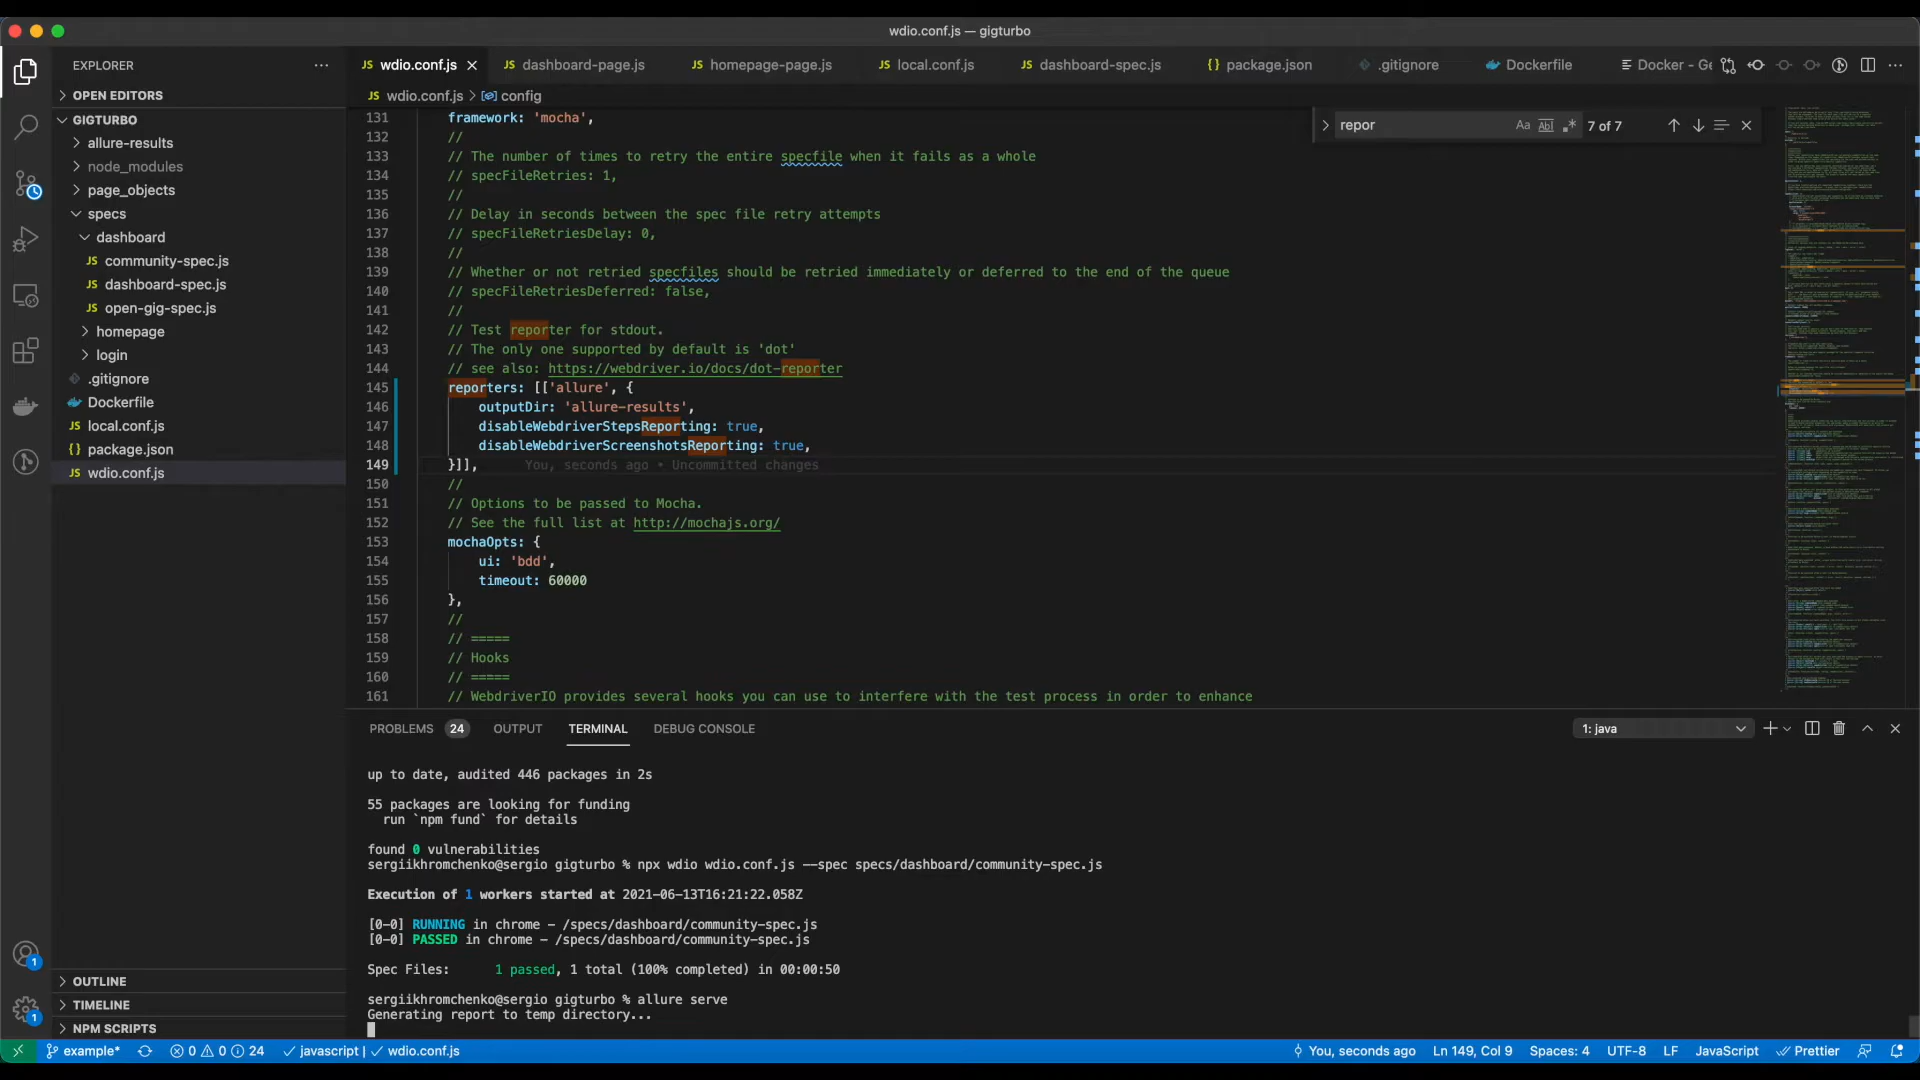 wdio.conf.js — gigturbo
EXPLORER
OPEN EDITORS
GIGTURBO
allure-results
node_modules
page_objects
specs
dashboard
JS community-spec.js
JS dashboard-spec.js
JS open-gig-spec.js
homepage
login
.gitignore
Dockerfile
JS local.conf.js
{} package.json
JS wdio.conf.js
OUTLINE
TIMELINE
NPM SCRIPTS
JS wdio.conf.js JS dashboard-page.js JS homepage-page.js JS local.conf.js JS dashboard-spec.js {} package.json .gitignore Dockerfile Docker - Ge
JS wdio.conf.js > config
repor Aa Abl .* 7 of 7
131 framework: 'mocha',
132 //
133 // The number of times to retry the entire specfile when it fails as a whole
134 // specFileRetries: 1,
135 //
136 // Delay in seconds between the spec file retry attempts
137 // specFileRetriesDelay: 0,
138 //
139 // Whether or not retried specfiles should be retried immediately or deferred to the end of the queue
140 // specFileRetriesDeferred: false,
141 //
142 // Test reporter for stdout.
143 // The only one supported by default is 'dot'
144 // see also: https://webdriver.io/docs/dot-reporter
145 reporters: [['allure', {
146 outputDir: 'allure-results',
147 disableWebdriverStepsReporting: true,
148 disableWebdriverScreenshotsReporting: true,
149 }]], You, seconds ago • Uncommitted changes
150 //
151 // Options to be passed to Mocha.
152 // See the full list at http://mochajs.org/
153 mochaOpts: {
154 ui: 'bdd',
155 timeout: 60000
156 },
157 //
158 // =====
159 // Hooks
160 // =====
161 // WebdriverIO provides several hooks you can use to interfere with the test process in order to enhance
PROBLEMS 24 OUTPUT TERMINAL DEBUG CONSOLE 1: java
up to date, audited 446 packages in 2s
55 packages are looking for funding
run `npm fund` for details
found 0 vulnerabilities
sergiikhromchenko@sergio gigturbo % npx wdio wdio.conf.js --spec specs/dashboard/community-spec.js
Execution of 1 workers started at 2021-06-13T16:21:22.058Z
[0-0] RUNNING in chrome - /specs/dashboard/community-spec.js
[0-0] PASSED in chrome - /specs/dashboard/community-spec.js
Spec Files: 1 passed, 1 total (100% completed) in 00:00:50
sergiikhromchenko@sergio gigturbo % allure serve
Generating report to temp directory...
1
1
example* 0 0 24 javascript | wdio.conf.js You, seconds ago Ln 149, Col 9 Spaces: 4 UTF-8 LF JavaScript Prettier